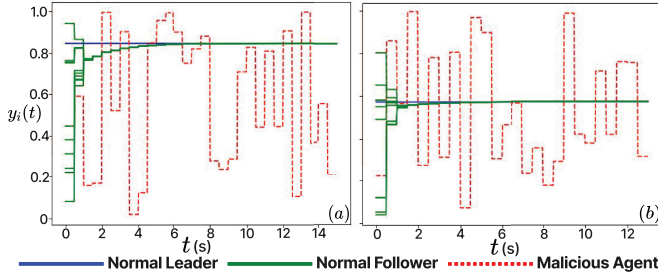 1.0
0.8
0.6
y_i(t)
0.4
0.2
0
(a)
(b)
0 2 4 6 8 10 12 14
0 2 4 6 8 10 12
t (s)
t (s)
Normal Leader Normal Follower Malicious Agent